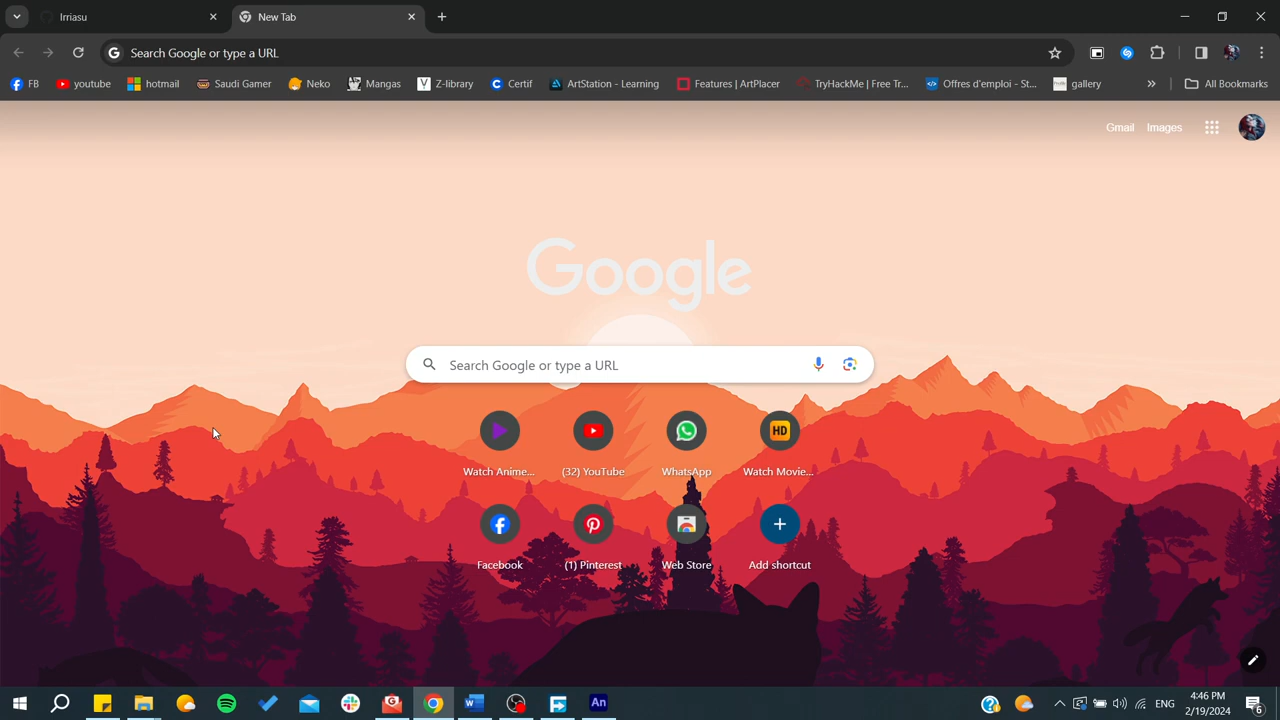 Irriasu
New Tab
Search Google or type a URL
FB
youtube
hotmail
Saudi Gamer
Neko
Mangas
Z-library
Certif
ArtStation - Learning
Features | ArtPlacer
TryHackMe | Free Tr...
Offres d'emploi - St...
gallery
All Bookmarks
Gmail
Images
Google
Search Google or type a URL
HD
Watch Anime...
(32) YouTube
WhatsApp
Watch Movie...
Facebook
(1) Pinterest
Web Store
Add shortcut
An
ENG
4:46 PM
2/19/2024
6